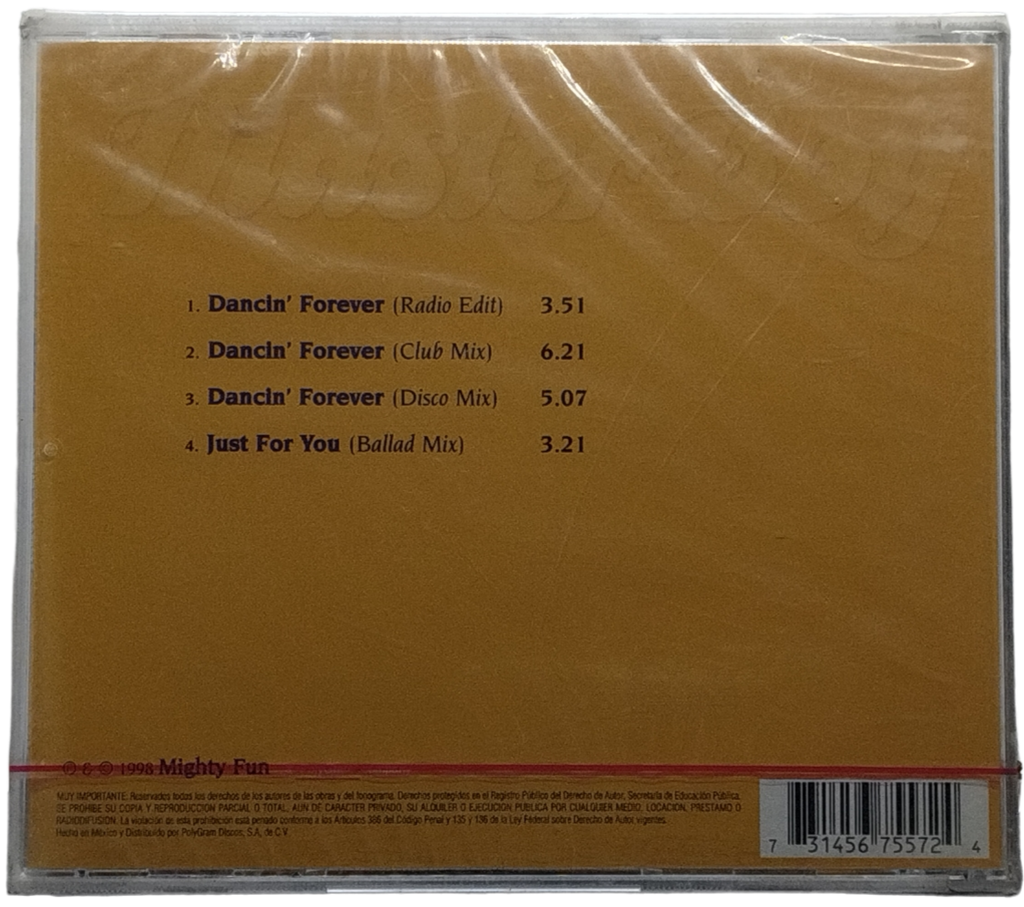 Masterboy
1. Dancin' Forever (Radio Edit) 3.51
2. Dancin' Forever (Club Mix) 6.21
3. Dancin' Forever (Disco Mix) 5.07
4. Just For You (Ballad Mix) 3.21
℗ & © 1998 Mighty Fun
MUY IMPORTANTE: Reservados todos los derechos de los autores de las obras y del fonograma. Derechos protegidos en el Registro Público del Derecho de Autor, Secretaría de Educación Pública.
SE PROHIBE SU COPIA Y REPRODUCCION PARCIAL O TOTAL, AUN DE CARACTER PRIVADO, SU ALQUILER O EJECUCION PUBLICA POR CUALQUIER MEDIO, LOCACION, PRESTAMO O
RADIODIFUSION. La violación de esta prohibición está penado conforme a los Artículos 386 del Código Penal y 135 y 136 de la Ley Federal sobre Derecho de Autor vigentes.
Hecho en México y Distribuido por PolyGram Discos, S.A. de C.V.
7 31456 75572 4